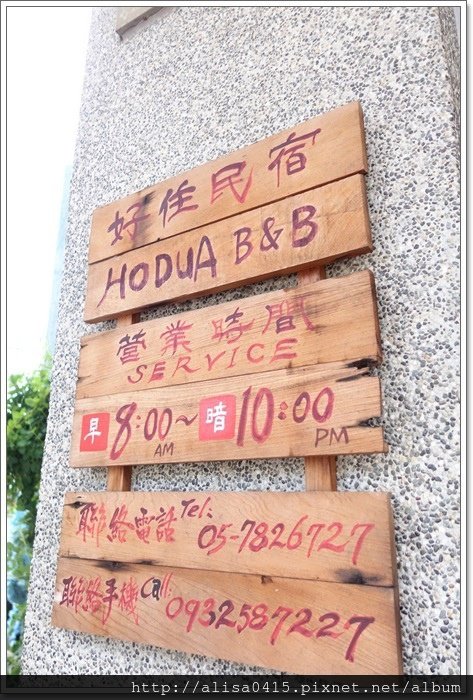 好住民宿
HODUA B&B
營業時間
SERVICE
早 8:00 AM ~ 暗 10:00 PM
聯絡電話 Tel: 05-7826727
聯絡手機 Call: 0932587227
http://alisa0415.pixnet.net/album